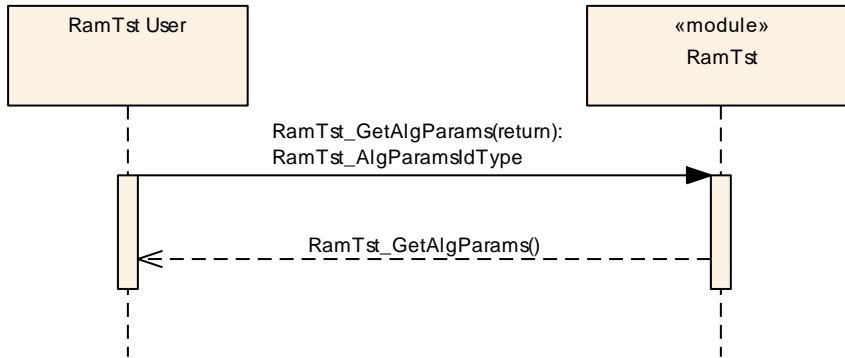 RamTst User
«module»
RamTst
RamTst_GetAlgParams(return):
RamTst_AlgParamsIdType
RamTst_GetAlgParams()